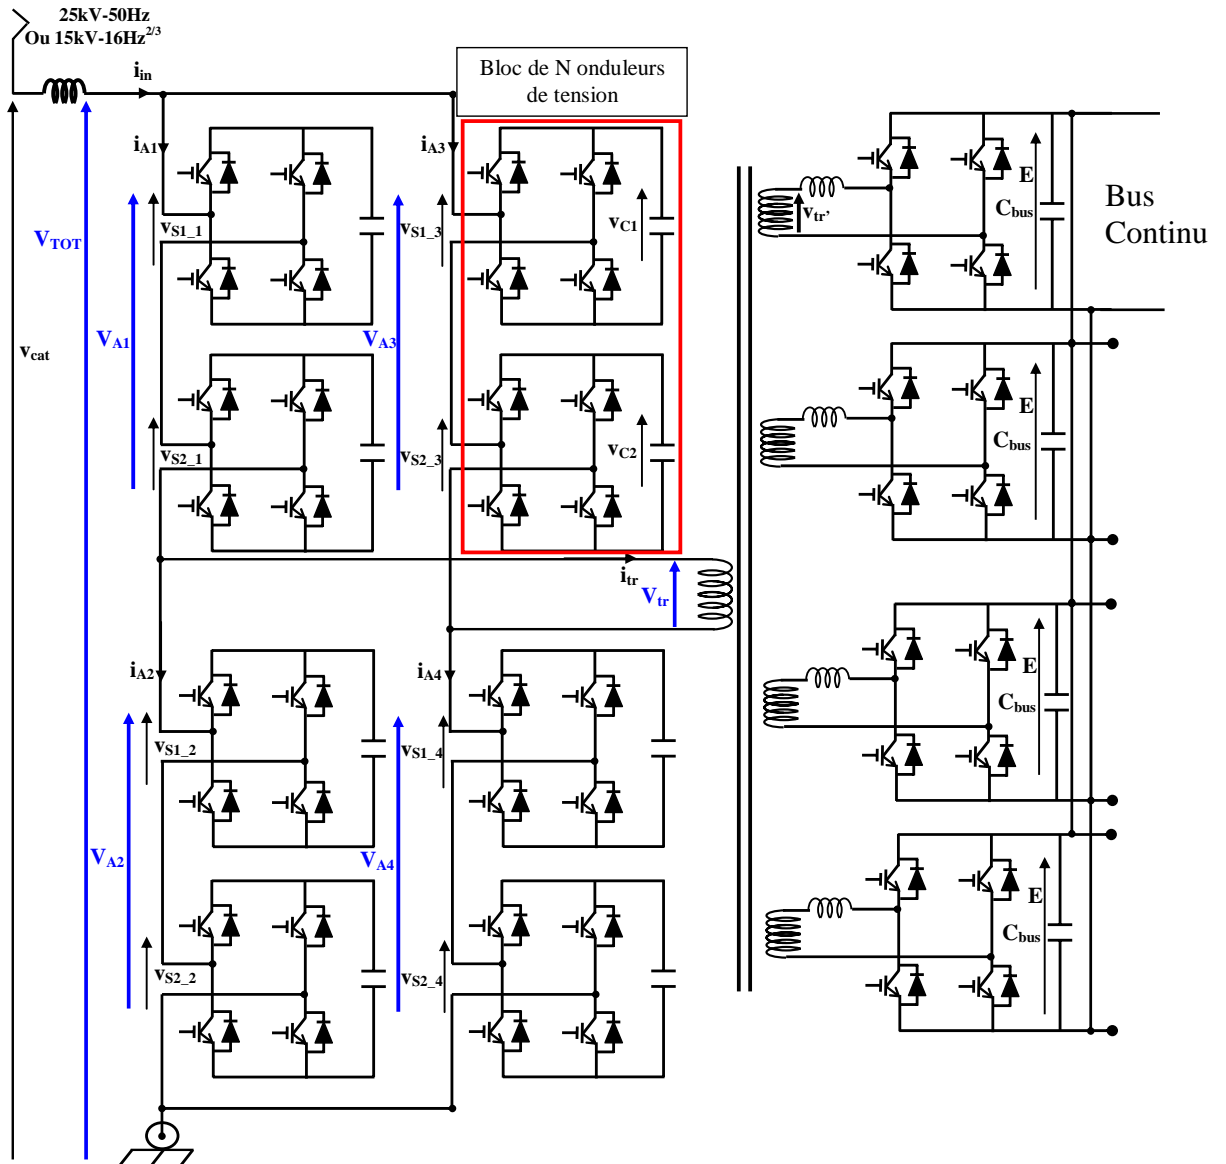 25kV-50Hz
Ou 15kV-16Hz2/3
iin
Bloc de N onduleurs
de tension
iA1
iA3
vS1_1
vS1_3
vC1
VTOT
VA1
VA3
vcat
vS2_1
vS2_3
vC2
itr
Vtr
iA2
iA4
vS1_2
vS1_4
VA2
VA4
vS2_2
vS2_4
vtr'
E
Cbus
Bus
Continu
E
Cbus
E
Cbus
E
Cbus